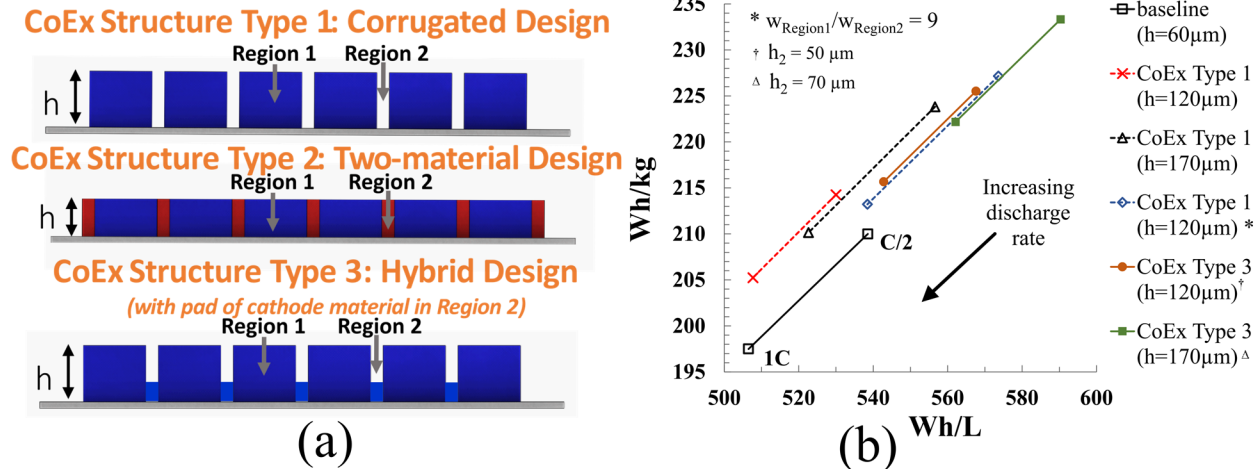 CoEx Structure Type 1: Corrugated Design
Region 1 Region 2
h
CoEx Structure Type 2: Two-material Design
Region 1 Region 2
h
CoEx Structure Type 3: Hybrid Design
(with pad of cathode material in Region 2)
Region 1 Region 2
h
(a)
Wh/kg
235
230
225
220
215
210
205
200
195
* wRegion1/wRegion2 = 9
† h2 = 50 µm
Δ h2 = 70 µm
Increasing
discharge
rate
C/2
1C
500 520 540 560 580 600
Wh/L
(b)
baseline
(h=60µm)
CoEx Type 1
(h=120µm)
CoEx Type 1
(h=170µm)
CoEx Type 1
(h=120µm) *
CoEx Type 3
(h=120µm) †
CoEx Type 3
(h=170µm) Δ